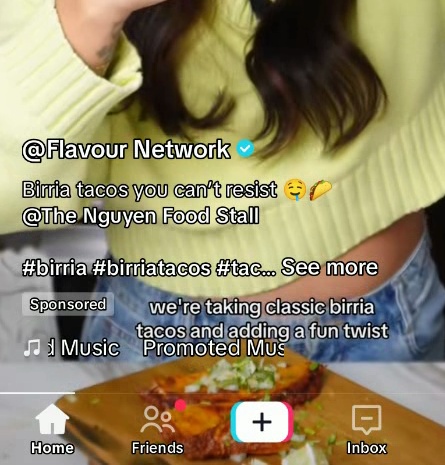 @Flavour Network
Birria tacos you can't resist 🤤🌮
@The Nguyen Food Stall
#birria #birriatacos #tac... See more
Sponsored
we're taking classic birria
tacos and adding a fun twist
d Music Promoted Mus
Home Friends Inbox